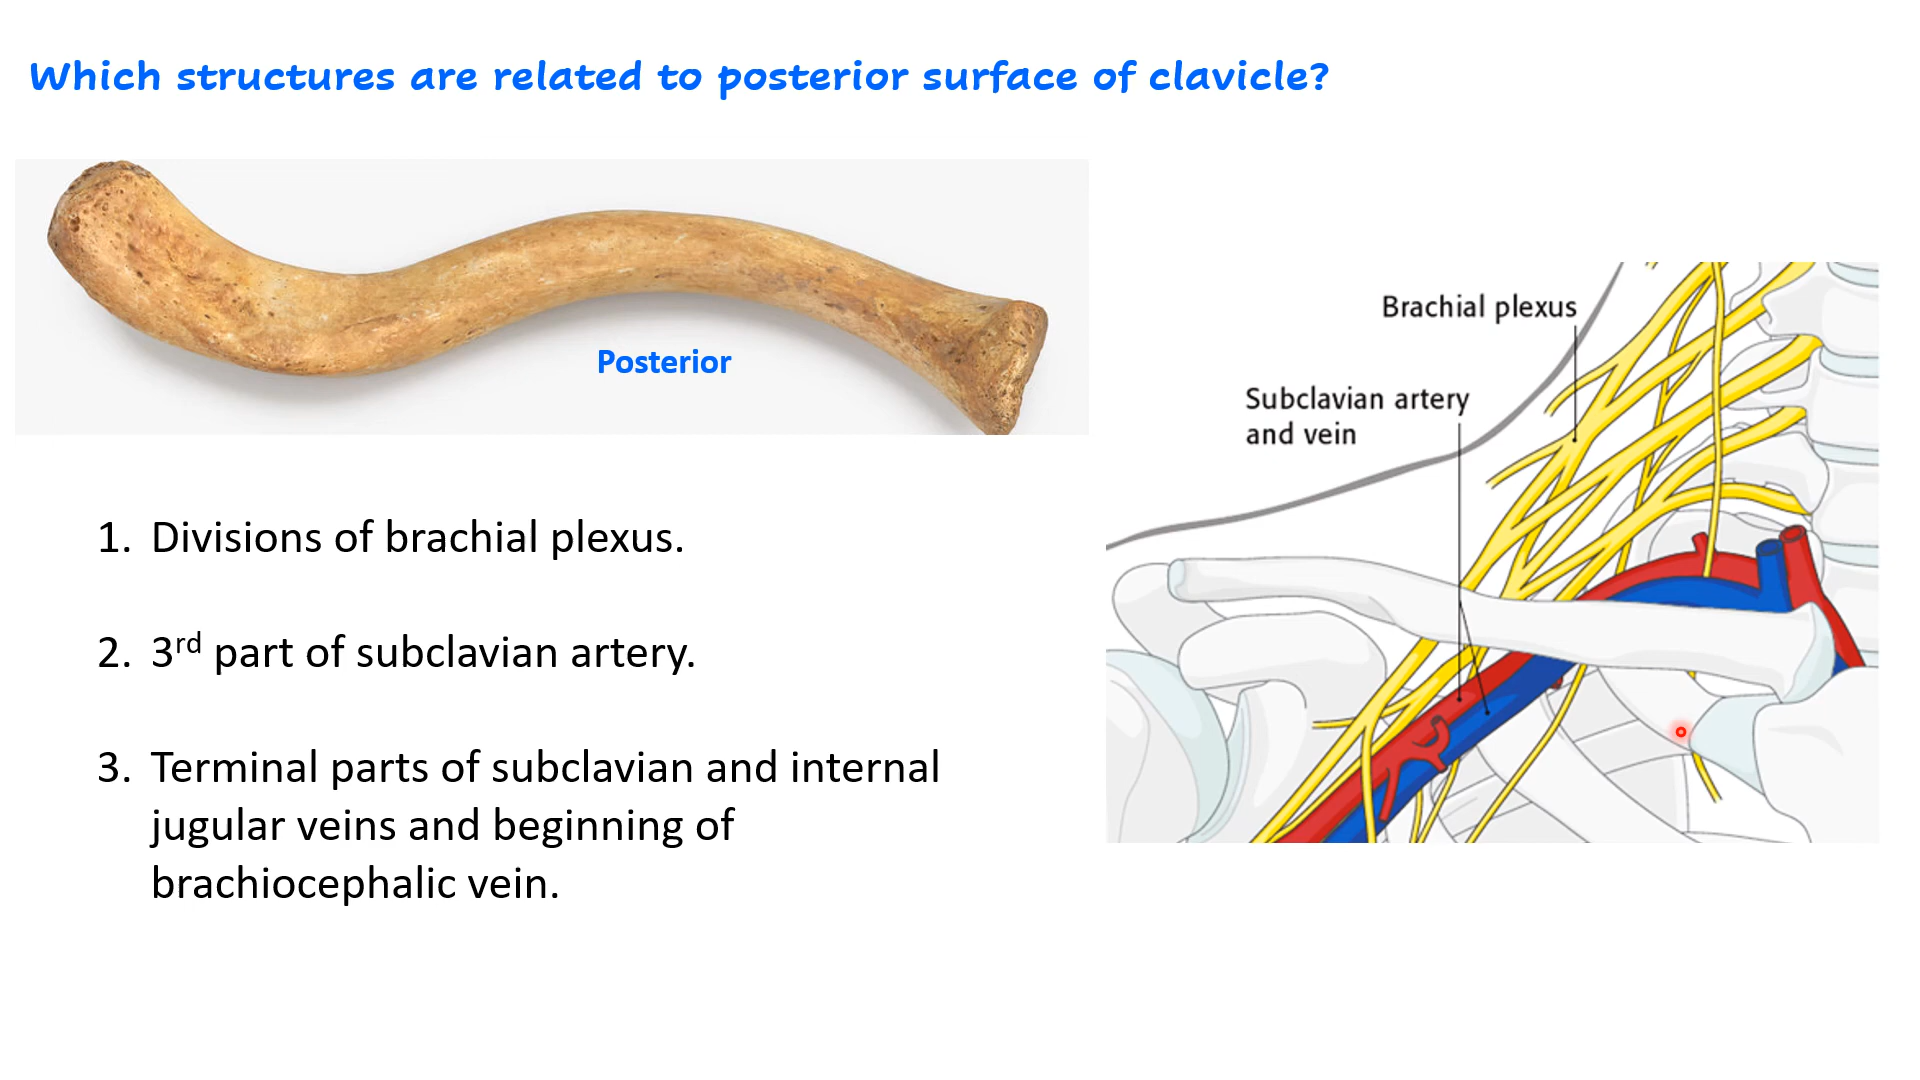 Which structures are related to posterior surface of clavicle?
Posterior
Brachial plexus
Subclavian artery
and vein
1. Divisions of brachial plexus.
2. 3rd part of subclavian artery.
3. Terminal parts of subclavian and internal
jugular veins and beginning of
brachiocephalic vein.